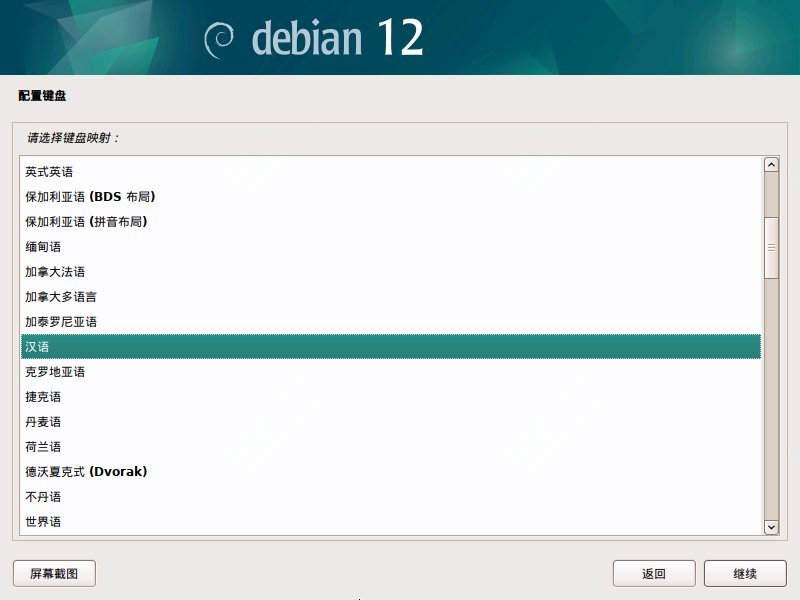 debian 12
配置键盘
请选择键盘映射：
英式英语
保加利亚语 (BDS 布局)
保加利亚语 (拼音布局)
缅甸语
加拿大法语
加拿大多语言
加泰罗尼亚语
汉语
克罗地亚语
捷克语
丹麦语
荷兰语
德沃夏克式 (Dvorak)
不丹语
世界语
屏幕截图
返回
继续